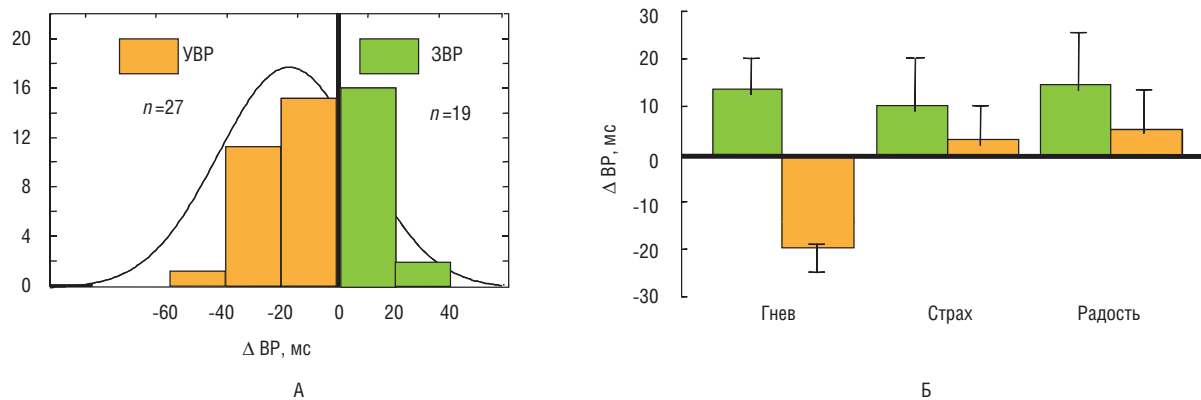 УВР
ЗВР
n=27
n=19
20
16
12
8
4
0
-60
-40
-20
0
20
40
Δ ВР, мс
А
30
20
10
0
-10
-20
-30
Δ ВР, мс
Гнев
Страх
Радость
Б